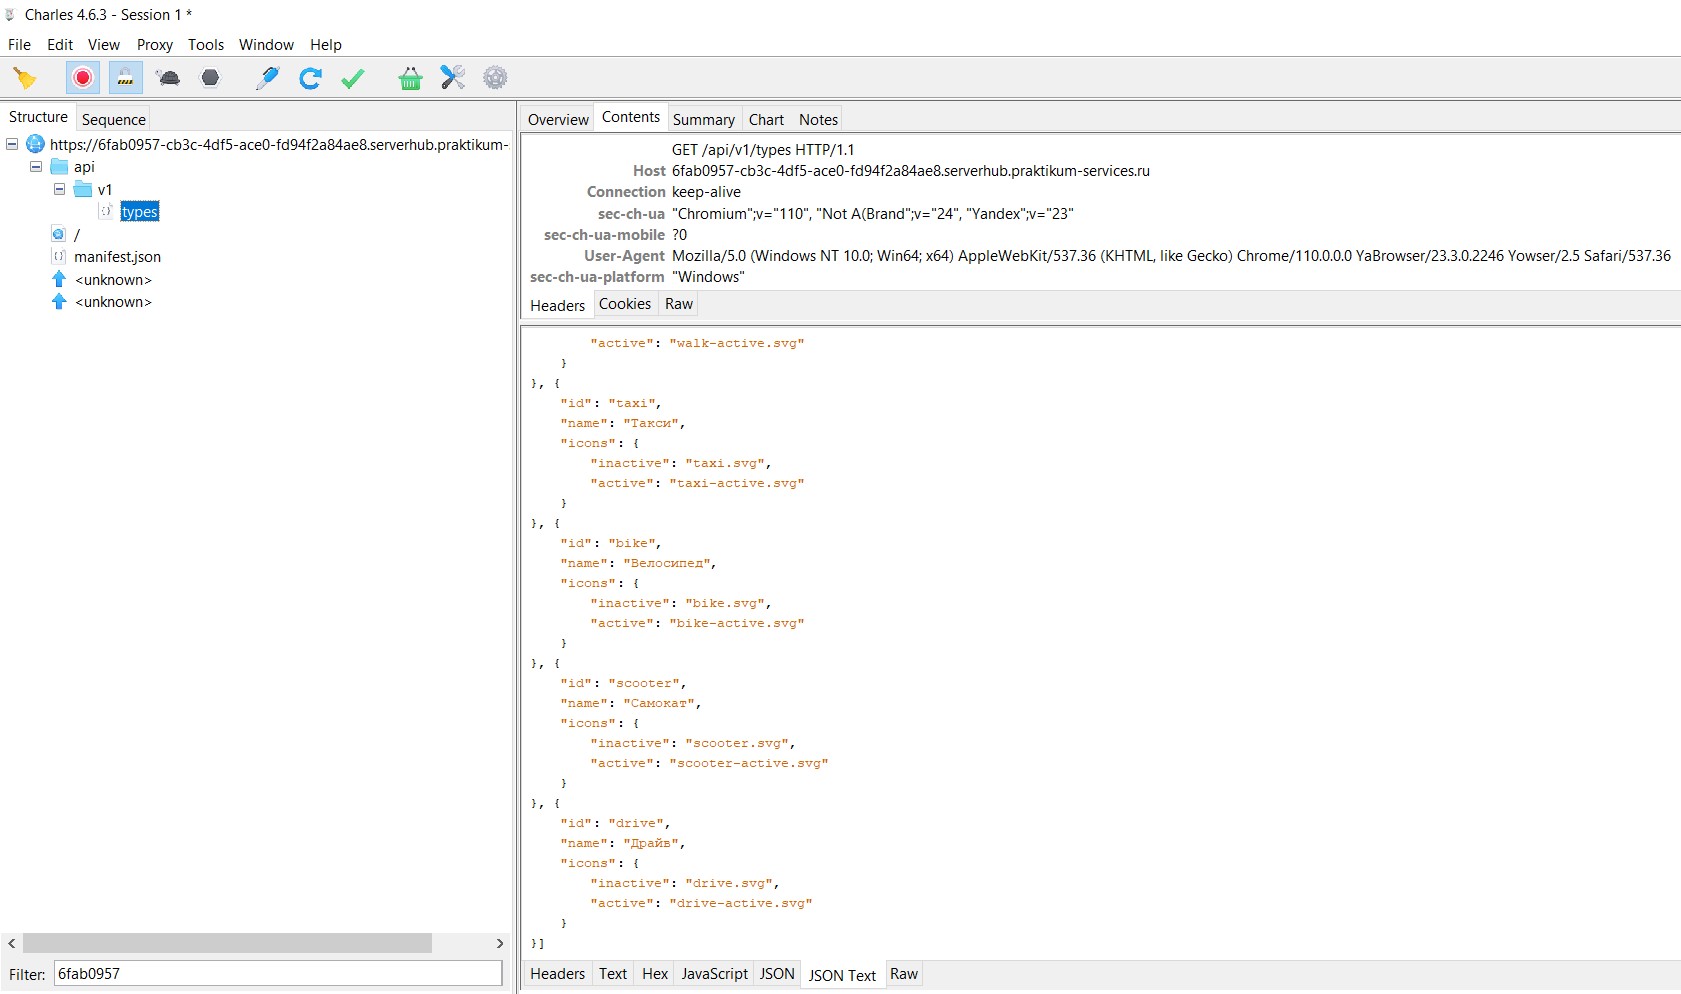 Charles 4.6.3 - Session 1 *
File Edit View Proxy Tools Window Help
Structure Sequence
https://6fab0957-cb3c-4df5-ace0-fd94f2a84ae8.serverhub.praktikum-
api
v1
types
/
manifest.json
<unknown>
<unknown>
Filter: 6fab0957
Overview Contents Summary Chart Notes
GET /api/v1/types HTTP/1.1
Host 6fab0957-cb3c-4df5-ace0-fd94f2a84ae8.serverhub.praktikum-services.ru
Connection keep-alive
sec-ch-ua "Chromium";v="110", "Not A(Brand";v="24", "Yandex";v="23"
sec-ch-ua-mobile ?0
User-Agent Mozilla/5.0 (Windows NT 10.0; Win64; x64) AppleWebKit/537.36 (KHTML, like Gecko) Chrome/110.0.0.0 YaBrowser/23.3.0.2246 Yowser/2.5 Safari/537.36
sec-ch-ua-platform "Windows"
Headers Cookies Raw
"active": "walk-active.svg"
}
}, {
"id": "taxi",
"name": "Такси",
"icons": {
"inactive": "taxi.svg",
"active": "taxi-active.svg"
}
}, {
"id": "bike",
"name": "Велосипед",
"icons": {
"inactive": "bike.svg",
"active": "bike-active.svg"
}
}, {
"id": "scooter",
"name": "Самокат",
"icons": {
"inactive": "scooter.svg",
"active": "scooter-active.svg"
}
}, {
"id": "drive",
"name": "Драйв",
"icons": {
"inactive": "drive.svg",
"active": "drive-active.svg"
}
}]
Headers Text Hex JavaScript JSON JSON Text Raw